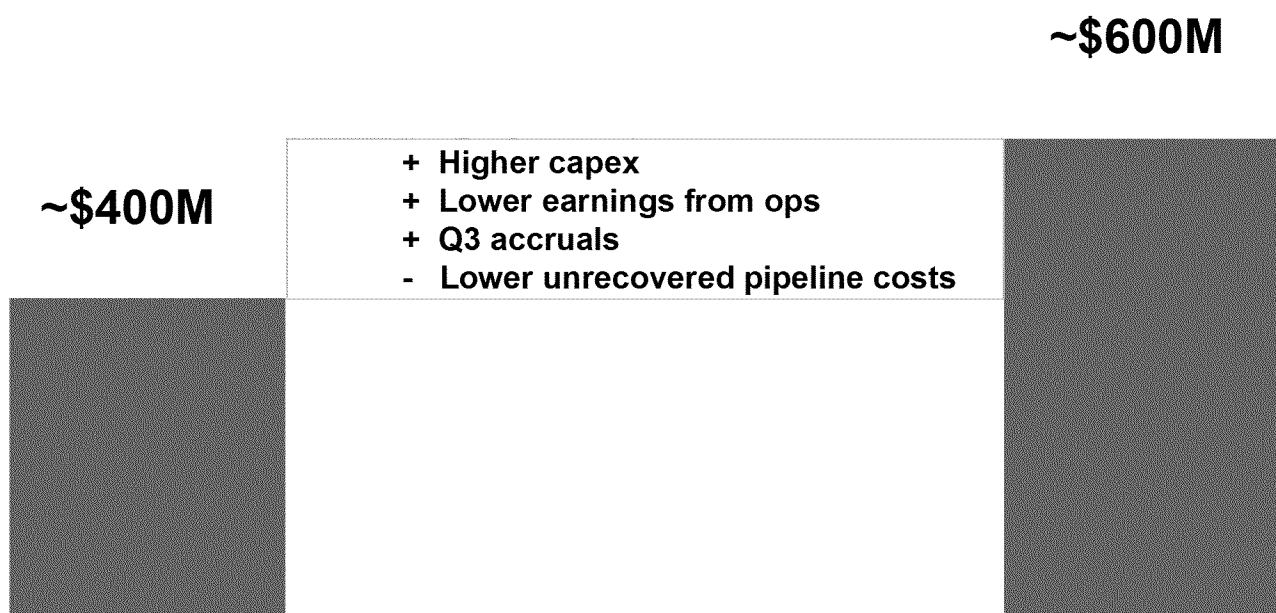 ~$600M
~$400M
+ Higher capex
+ Lower earnings from ops
+ Q3 accruals
- Lower unrecovered pipeline costs